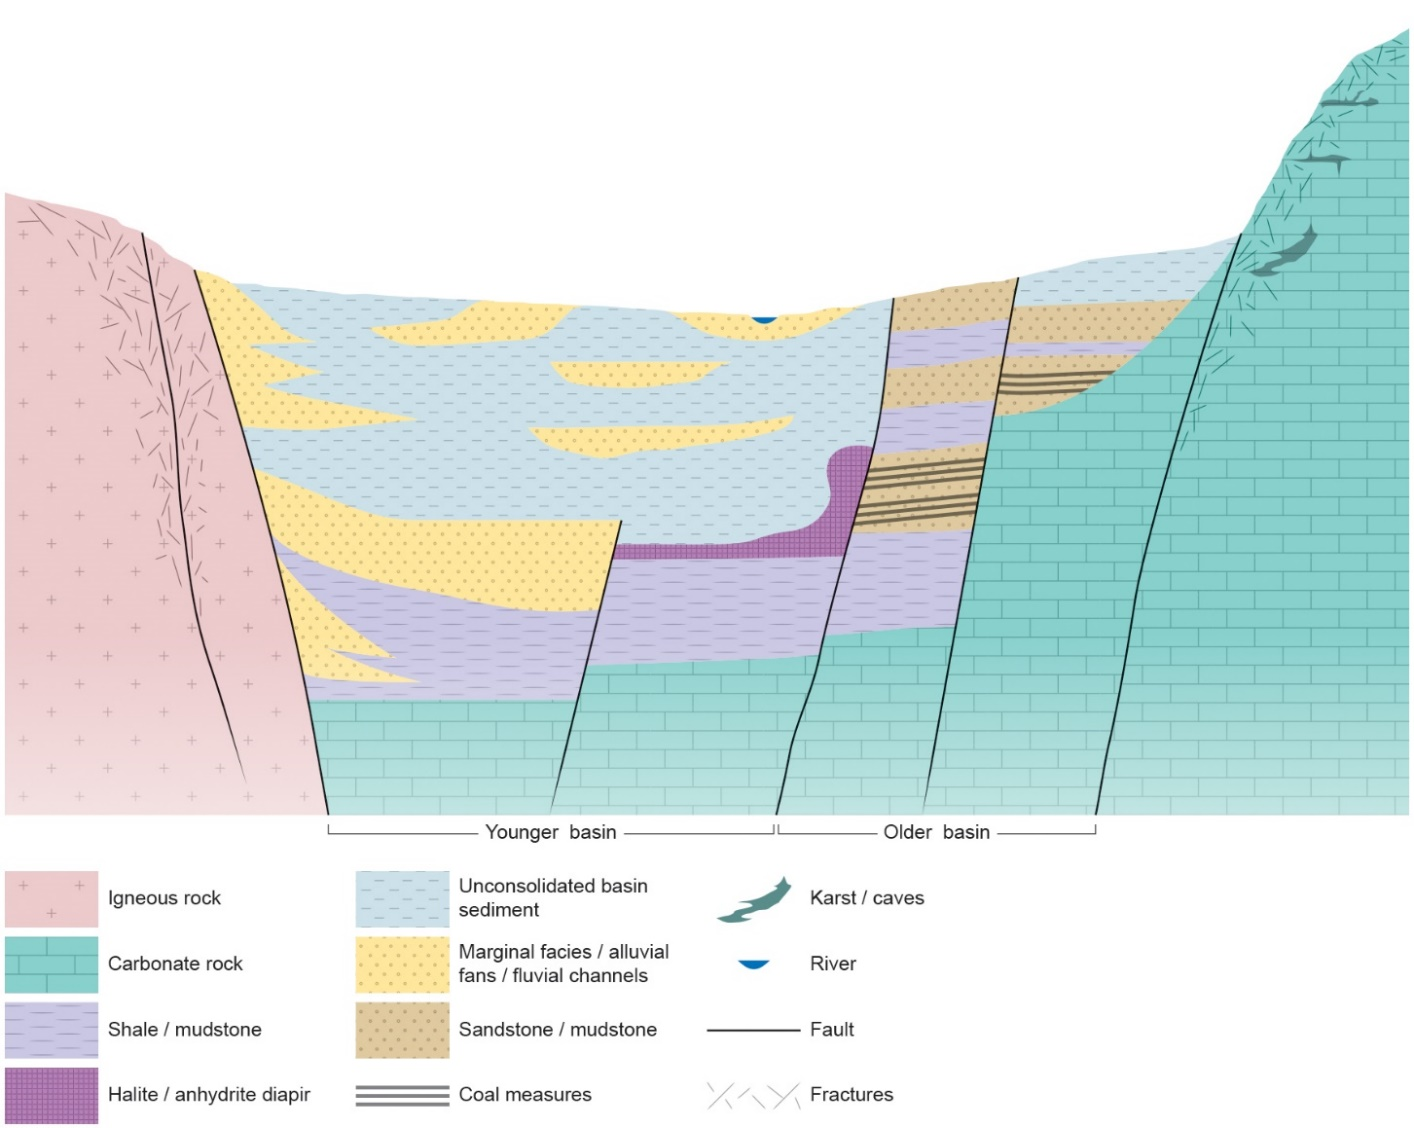 Younger basin
Older basin
Igneous rock
Carbonate rock
Shale / mudstone
Halite / anhydrite diapir
Unconsolidated basin
sediment
Marginal facies / alluvial
fans / fluvial channels
Sandstone / mudstone
Coal measures
Karst / caves
River
Fault
Fractures